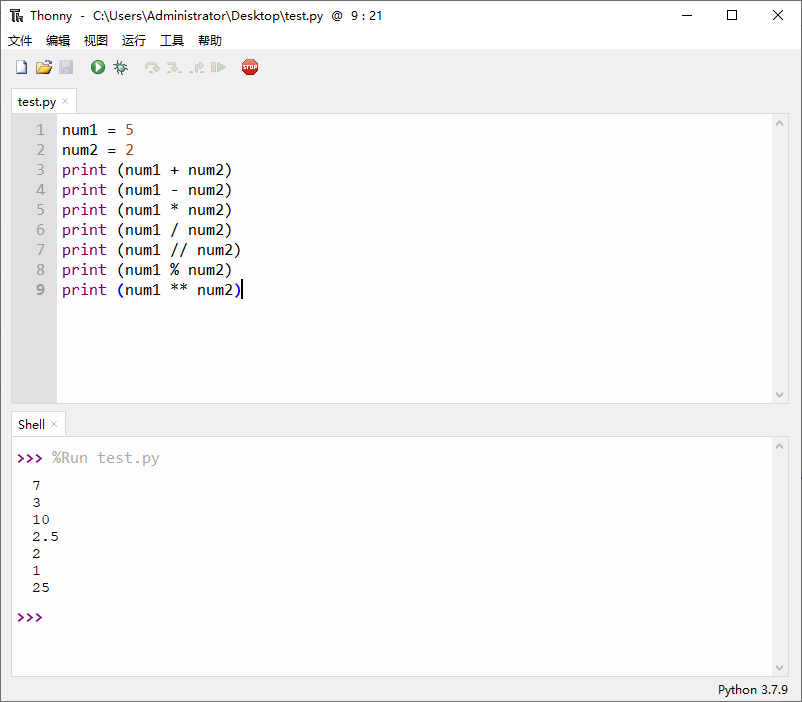 Thonny - C:\Users\Administrator\Desktop\test.py @ 9 : 21
文件 编辑 视图 运行 工具 帮助
STOP
test.py ×
1 num1 = 5
2 num2 = 2
3 print (num1 + num2)
4 print (num1 - num2)
5 print (num1 * num2)
6 print (num1 / num2)
7 print (num1 // num2)
8 print (num1 % num2)
9 print (num1 ** num2)
Shell ×
>>> %Run test.py
7
3
10
2.5
2
1
25
>>>
Python 3.7.9